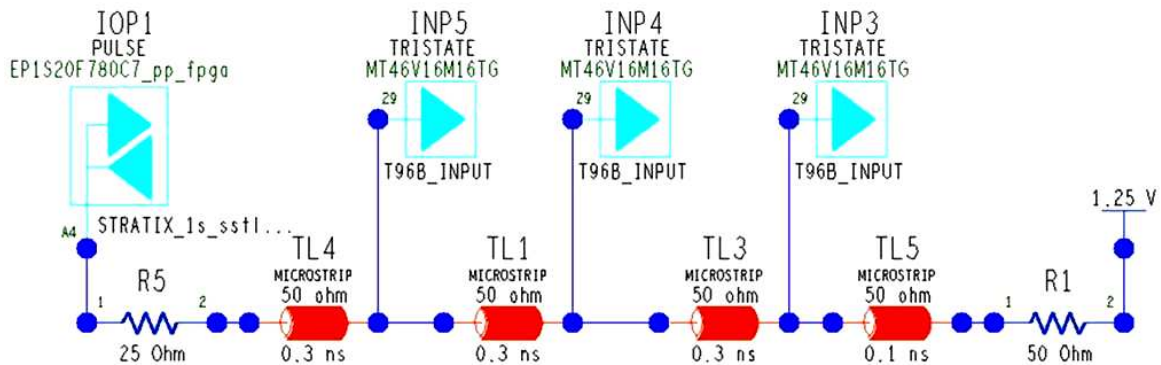 IOP1
PULSE
EP1S20F780C7_pp_fpga
A4
STRATIX_1s_sstl...
INP5
TRISTATE
MT46V16M16TG
29
T96B_INPUT
INP4
TRISTATE
MT46V16M16TG
29
T96B_INPUT
INP3
TRISTATE
MT46V16M16TG
29
T96B_INPUT
1.25 V
R5
1 2
25 Ohm
TL4
MICROSTRIP
50 ohm
0.3 ns
TL1
MICROSTRIP
50 ohm
0.3 ns
TL3
MICROSTRIP
50 ohm
0.3 ns
TL5
MICROSTRIP
50 ohm
0.1 ns
R1
1 2
50 Ohm